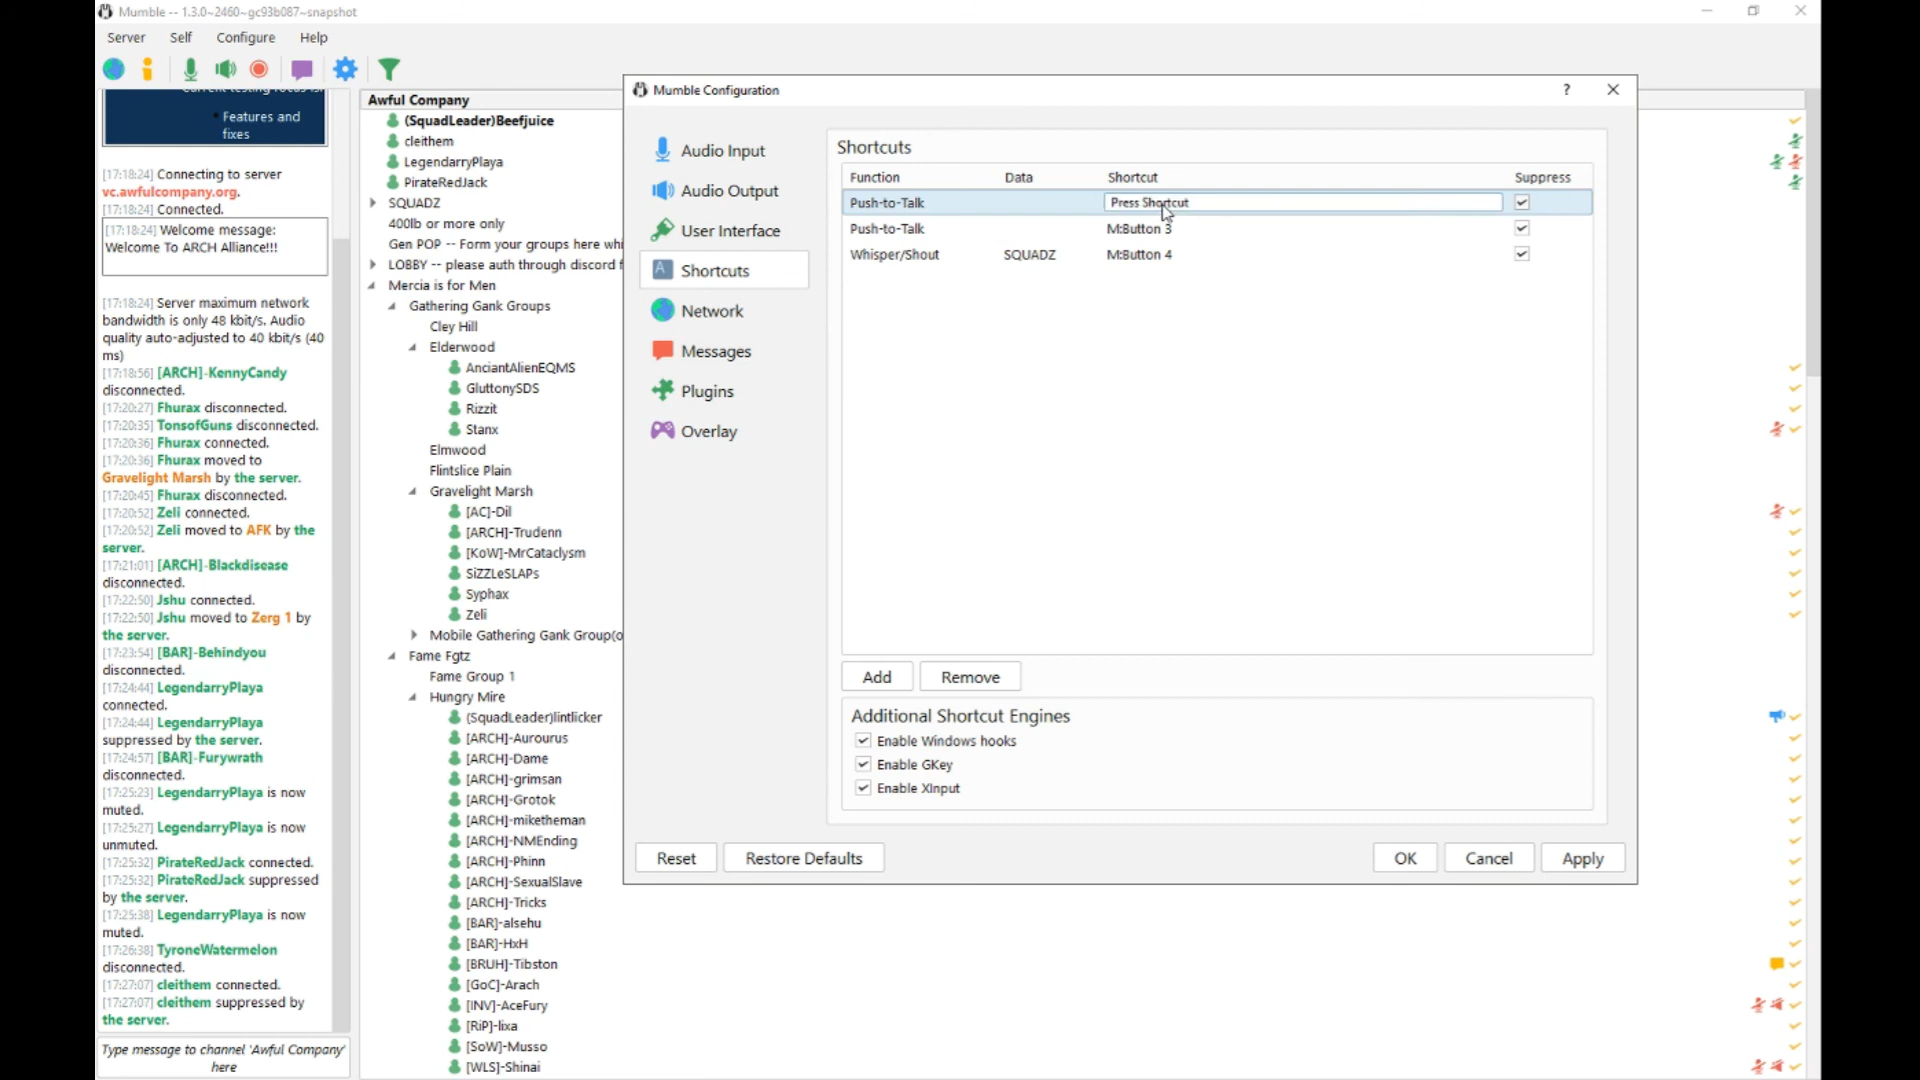 Mumble -- 1.3.0~2460~gc93b087~snapshot
Server Self Configure Help
Current testing focus is:
• Features and
fixes
[17:18:24] Connecting to server
vc.awfulcompany.org.
[17:18:24] Connected.
[17:18:24] Welcome message:
Welcome To ARCH Alliance!!!
[17:18:24] Server maximum network
bandwidth is only 48 kbit/s. Audio
quality auto-adjusted to 40 kbit/s (40
ms)
[17:18:56] [ARCH]-KennyCandy
disconnected.
[17:20:27] Fhurax disconnected.
[17:20:35] TonsofGuns disconnected.
[17:20:36] Fhurax connected.
[17:20:36] Fhurax moved to
Gravelight Marsh by the server.
[17:20:45] Fhurax disconnected.
[17:20:52] Zeli connected.
[17:20:52] Zeli moved to AFK by the
server.
[17:21:01] [ARCH]-Blackdisease
disconnected.
[17:22:50] Jshu connected.
[17:22:50] Jshu moved to Zerg 1 by
the server.
[17:23:54] [BAR]-Behindyou
disconnected.
[17:24:44] LegendarryPlaya
connected.
[17:24:44] LegendarryPlaya
suppressed by the server.
[17:24:57] [BAR]-Furywrath
disconnected.
[17:25:23] LegendarryPlaya is now
muted.
[17:25:27] LegendarryPlaya is now
unmuted.
[17:25:32] PirateRedJack connected.
[17:25:32] PirateRedJack suppressed
by the server.
[17:25:38] LegendarryPlaya is now
muted.
[17:26:38] TyroneWatermelon
disconnected.
[17:27:07] cleithem connected.
[17:27:07] cleithem suppressed by
the server.
Type message to channel 'Awful Company'
here
Awful Company
(SquadLeader)Beefjuice
cleithem
LegendarryPlaya
PirateRedJack
SQUADZ
400lb or more only
Gen POP -- Form your groups here whi
LOBBY -- please auth through discord f
Mercia is for Men
Gathering Gank Groups
Cley Hill
Elderwood
AnciantAlienEQMS
GluttonySDS
Rizzit
Stanx
Elmwood
Flintslice Plain
Gravelight Marsh
[AC]-Dil
[ARCH]-Trudenn
[KoW]-MrCataclysm
SiZZLeSLAPs
Syphax
Zeli
Mobile Gathering Gank Group(o
Fame Fgtz
Fame Group 1
Hungry Mire
(SquadLeader)lintlicker
[ARCH]-Aurourus
[ARCH]-Dame
[ARCH]-grimsan
[ARCH]-Grotok
[ARCH]-miketheman
[ARCH]-NMEnding
[ARCH]-Phinn
[ARCH]-SexualSlave
[ARCH]-Tricks
[BAR]-alsehu
[BAR]-HxH
[BRUH]-Tibston
[GoC]-Arach
[INV]-AceFury
[RiP]-lixa
[SoW]-Musso
[WLS]-Shinai
Mumble Configuration ?
Audio Input
Audio Output
User Interface
Shortcuts
Network
Messages
Plugins
Overlay
Shortcuts
Function Data Shortcut Suppress
Push-to-Talk Press Shortcut
Push-to-Talk M:Button 3
Whisper/Shout SQUADZ M:Button 4
Add Remove
Additional Shortcut Engines
Enable Windows hooks
Enable GKey
Enable XInput
Reset Restore Defaults OK Cancel Apply